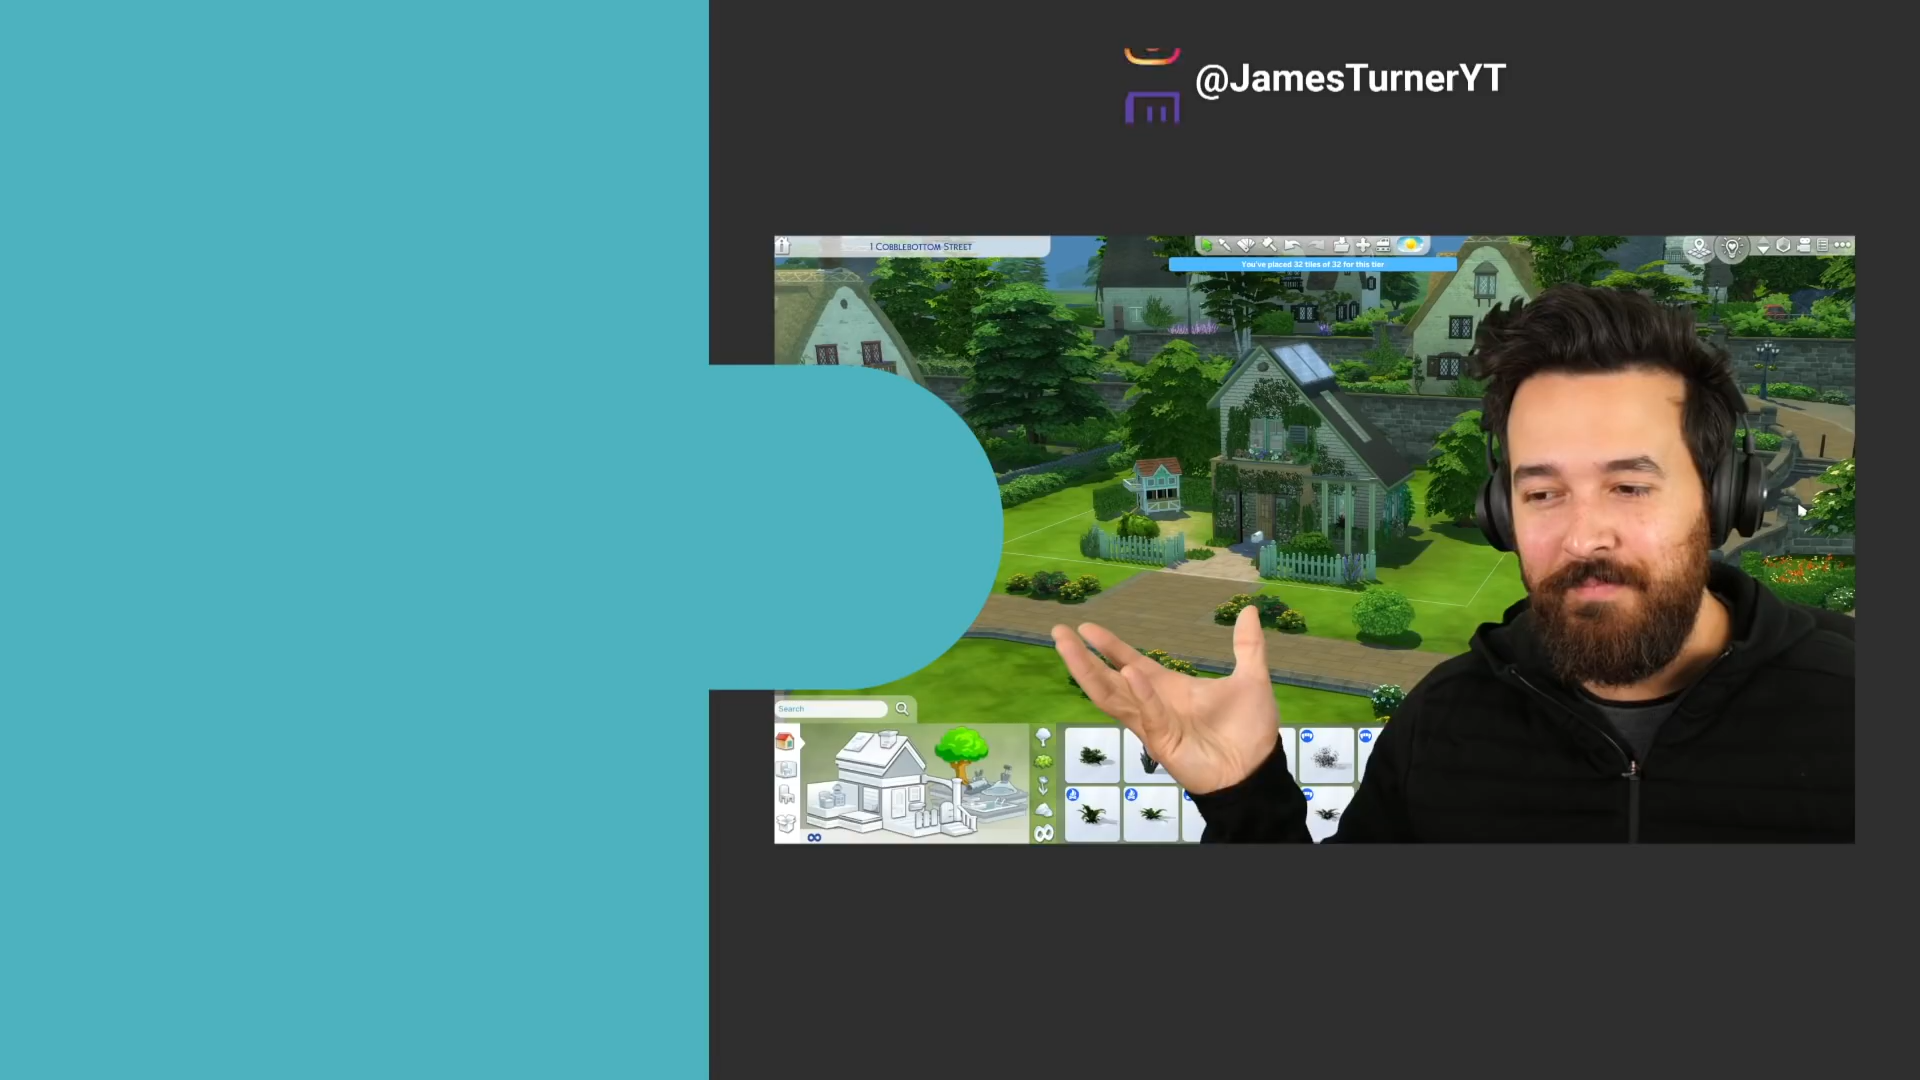 @JamesTurnerYT
1 Cobblebottom Street
You've placed 32 tiles of 32 for this tier
Search